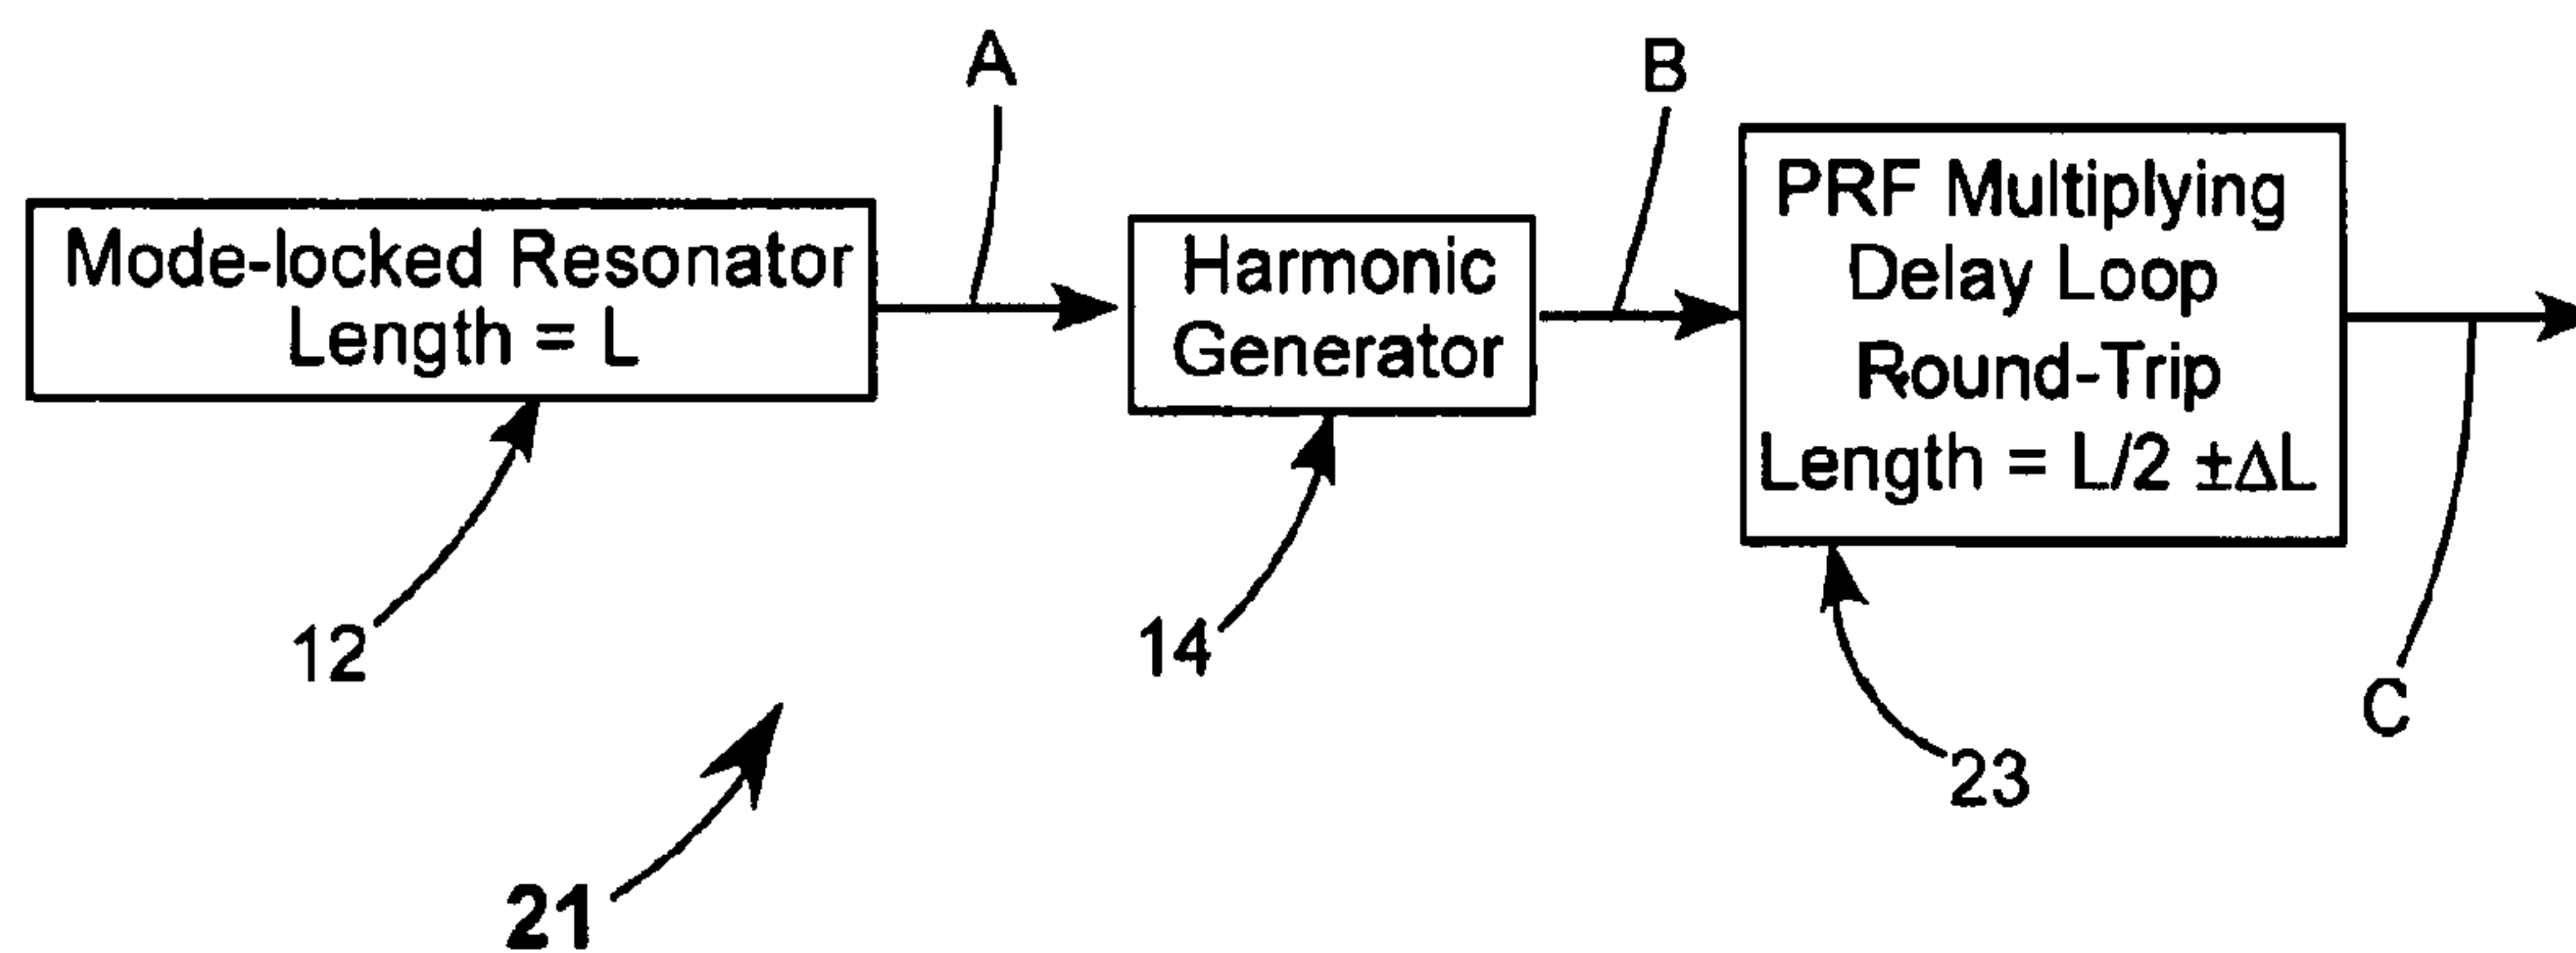 A
B
Mode-locked Resonator
Length = L
Harmonic
Generator
PRF Multiplying
Delay Loop
Round-Trip
Length = L/2 ±ΔL
12
14
23
C
21